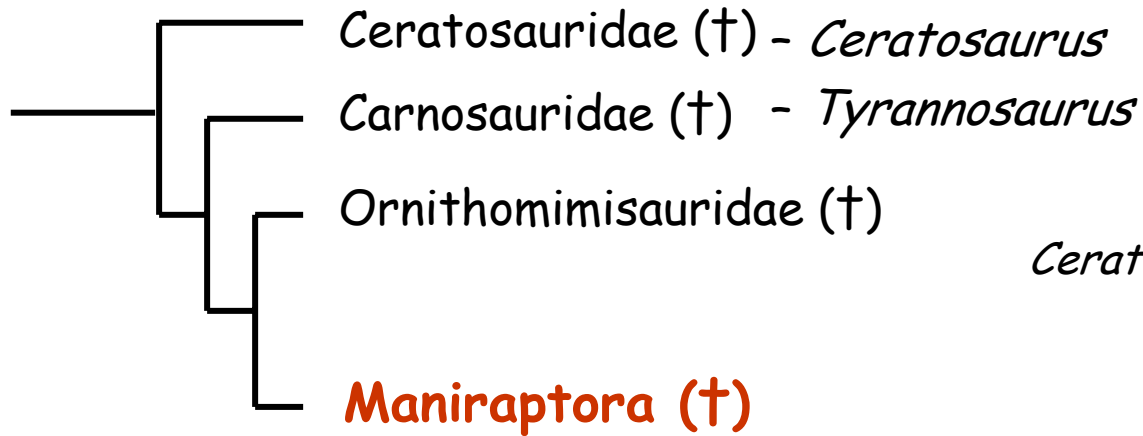 Ceratosauridae (†) – Ceratosaurus
Carnosauridae (†) – Tyrannosaurus
Ornithomimisauridae (†)
Cerat
Maniraptora (†)